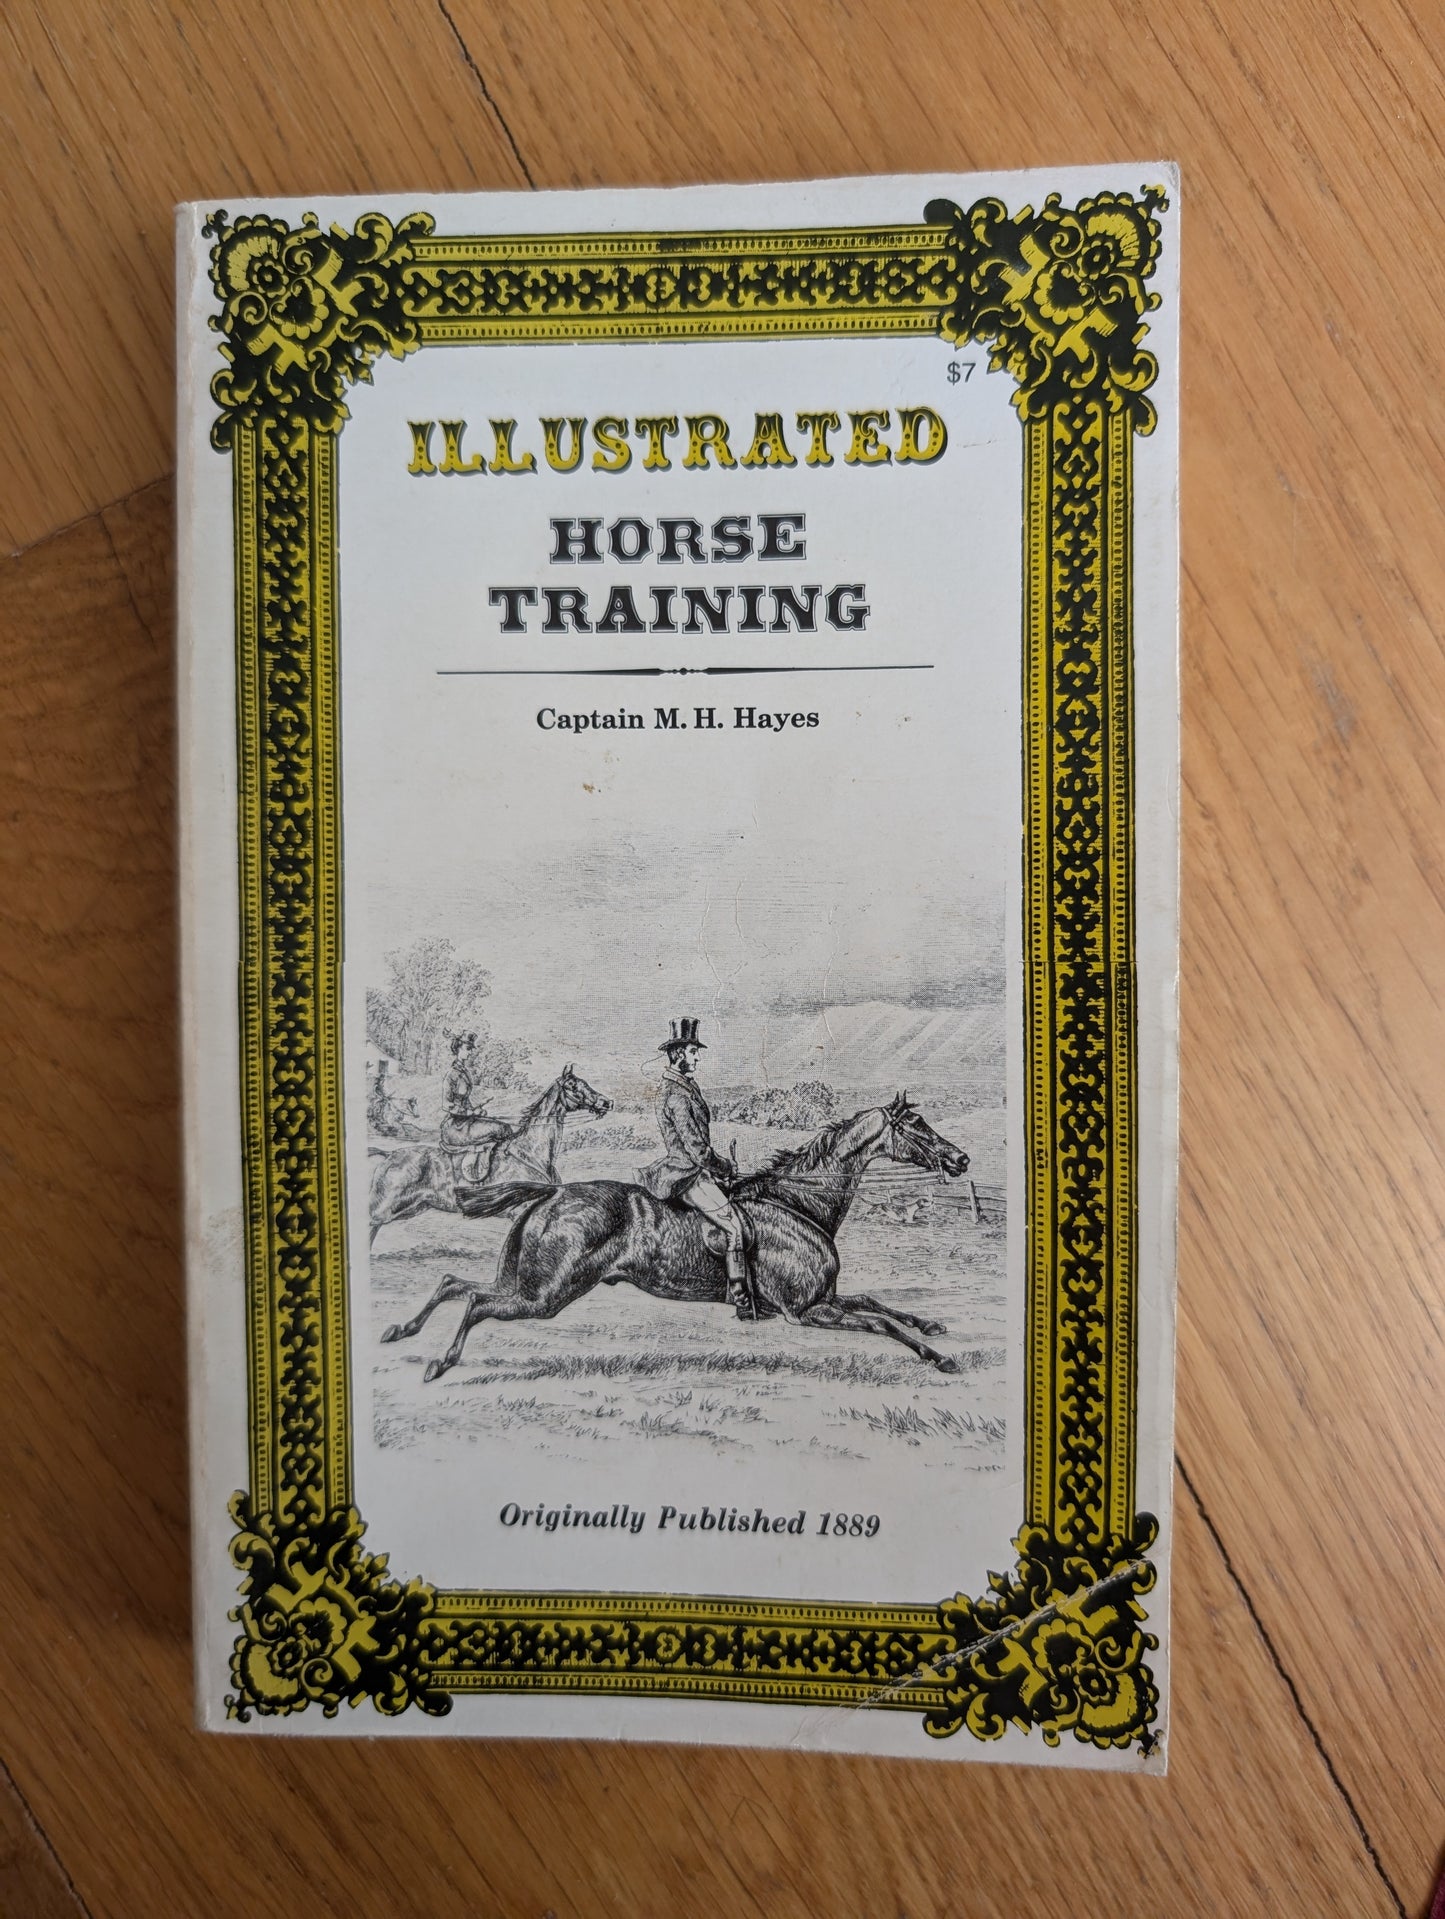 $7
ILLUSTRATED
HORSE
TRAINING
Captain M. H. Hayes
Originally Published 1889